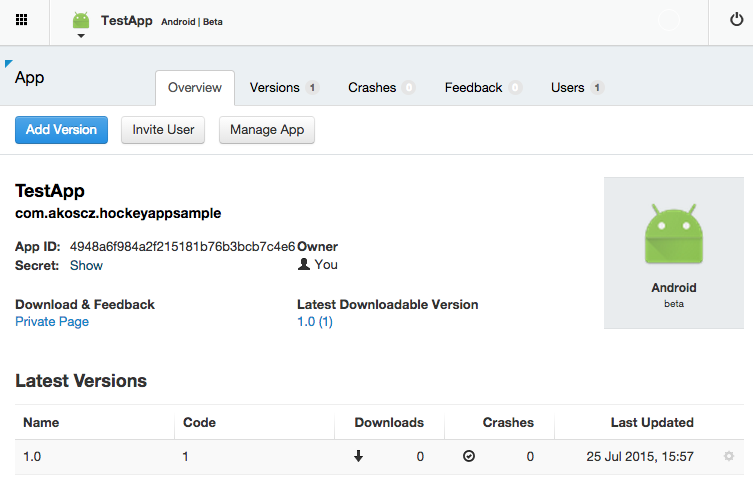 TestApp Android | Beta
App Overview Versions 1 Crashes 0 Feedback 0 Users 1
Add Version Invite User Manage App
TestApp
com.akoscz.hockeyappsample
App ID: 4948a6f984a2f215181b76b3bcb7c4e6 Owner
Secret: Show You
Download & Feedback Latest Downloadable Version
Private Page 1.0 (1)
Android
beta
Latest Versions
Name Code Downloads Crashes Last Updated
1.0 1 0 0 25 Jul 2015, 15:57